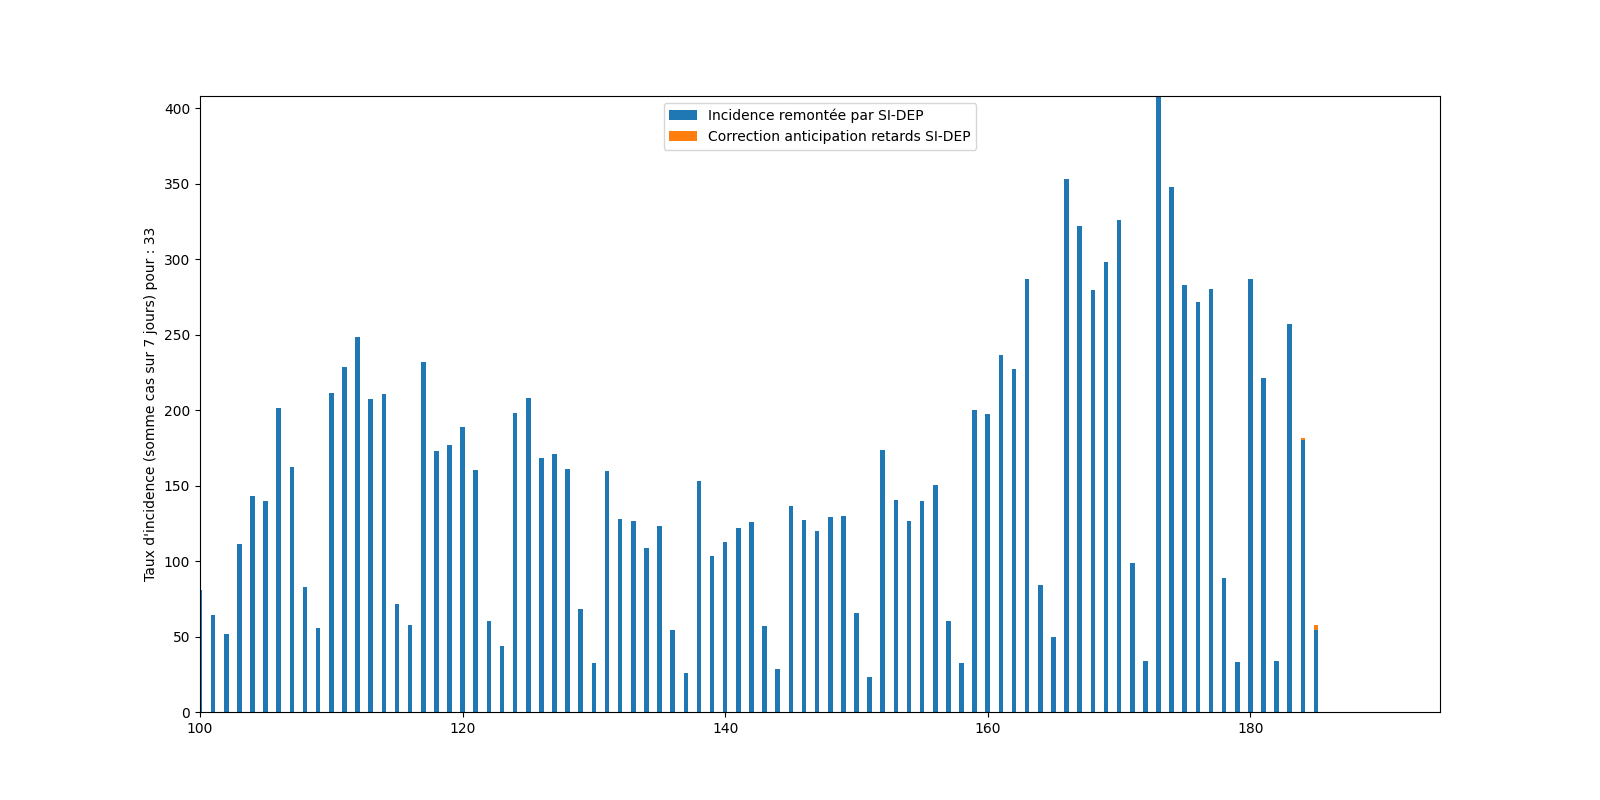 Incidence remontée par SI-DEP
Correction anticipation retards SI-DEP
Taux d'incidence (somme cas sur 7 jours) pour : 33
400
350
300
250
200
150
100
50
0
100 120 140 160 180